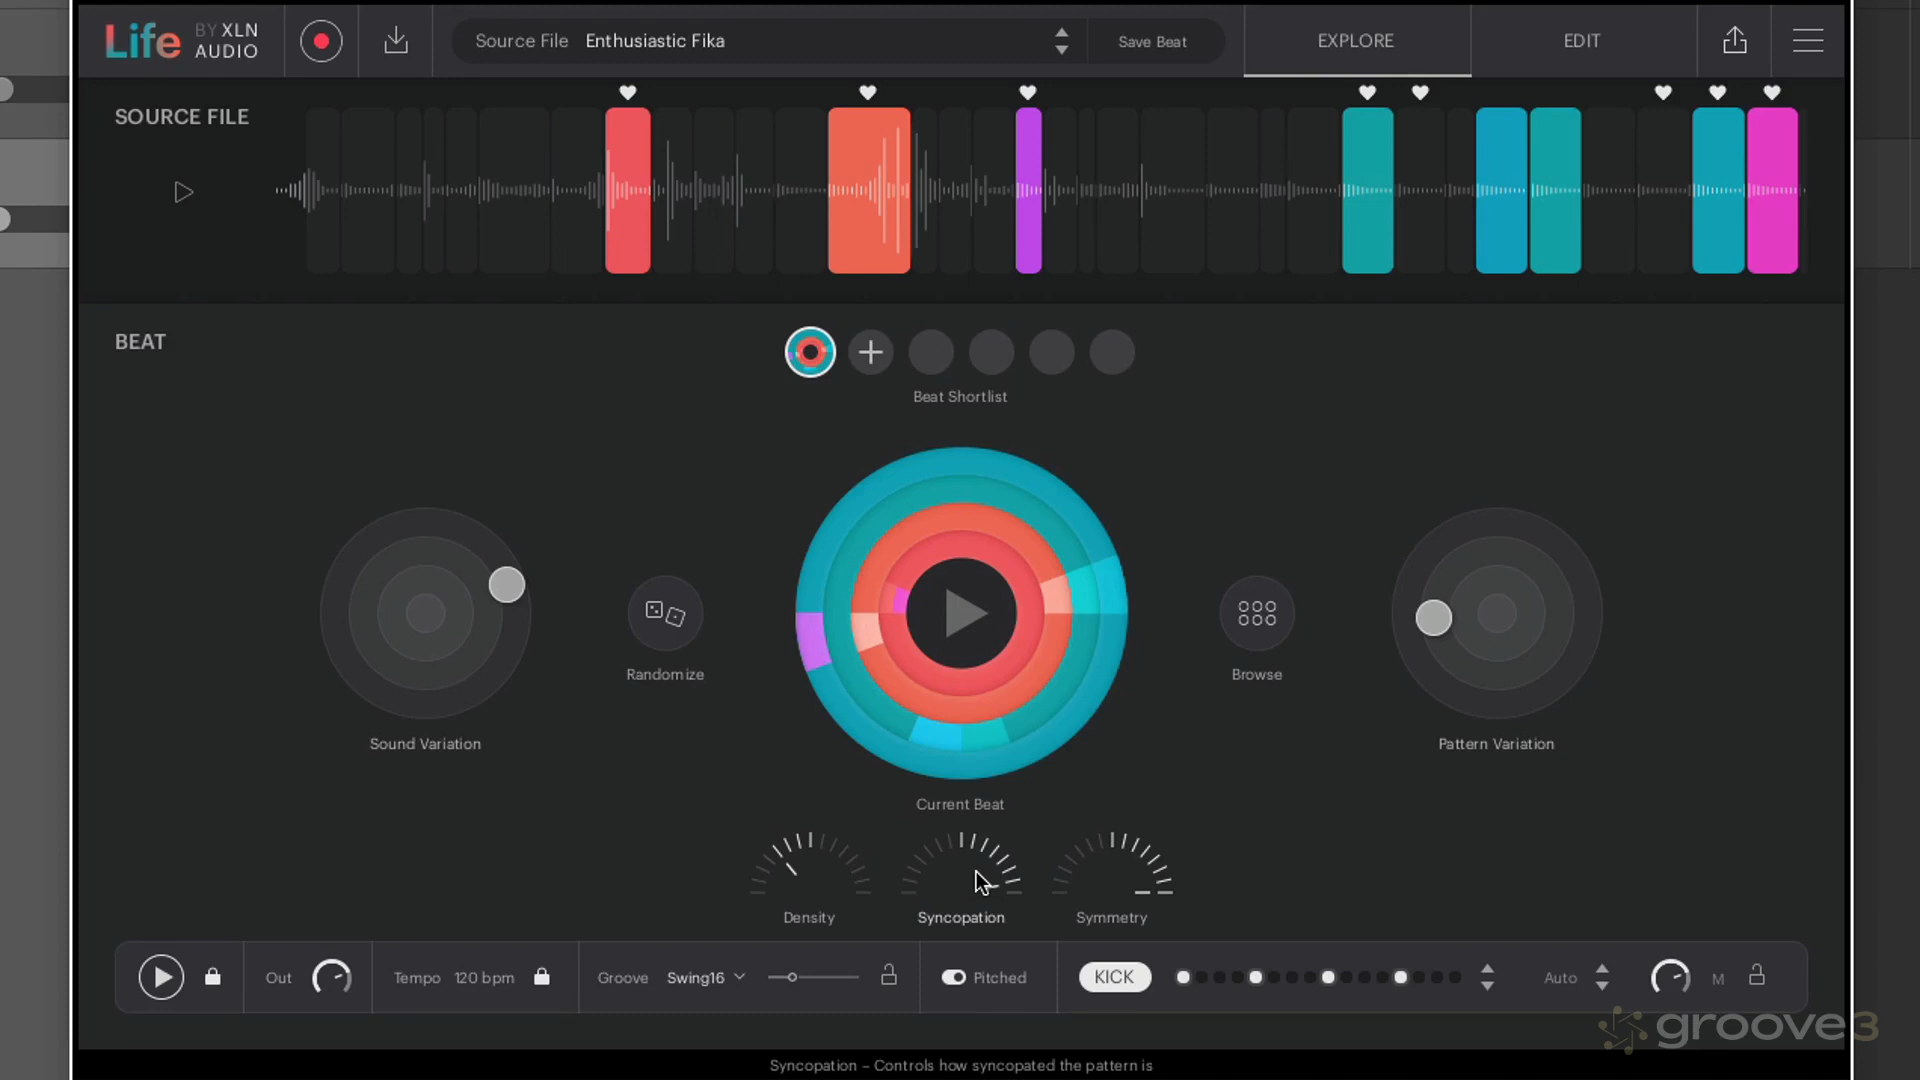 Life BY XLN AUDIO
Source File Enthusiastic Fika
Save Beat
EXPLORE
EDIT
SOURCE FILE
BEAT
Beat Shortlist
Randomize
Browse
Sound Variation
Pattern Variation
Current Beat
Density
Syncopation
Symmetry
Out
Tempo 120 bpm
Groove Swing16
Pitched
KICK
Auto
M
groove3
Syncopation – Controls how syncopated the pattern is